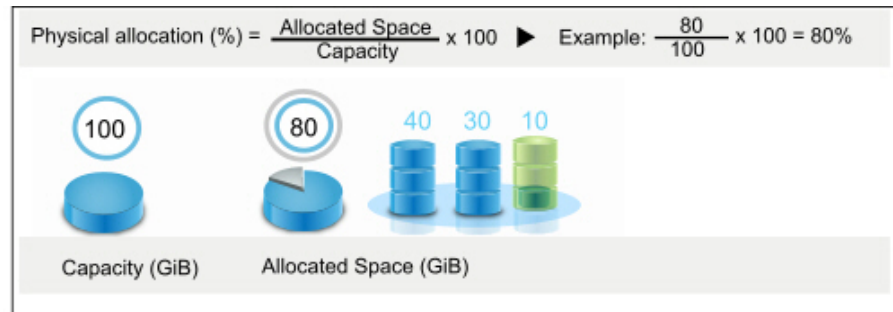 Physical allocation (%) = Allocated Space / Capacity x 100 ▶ Example: 80 / 100 x 100 = 80%
100 80 40 30 10
Capacity (GiB) Allocated Space (GiB)